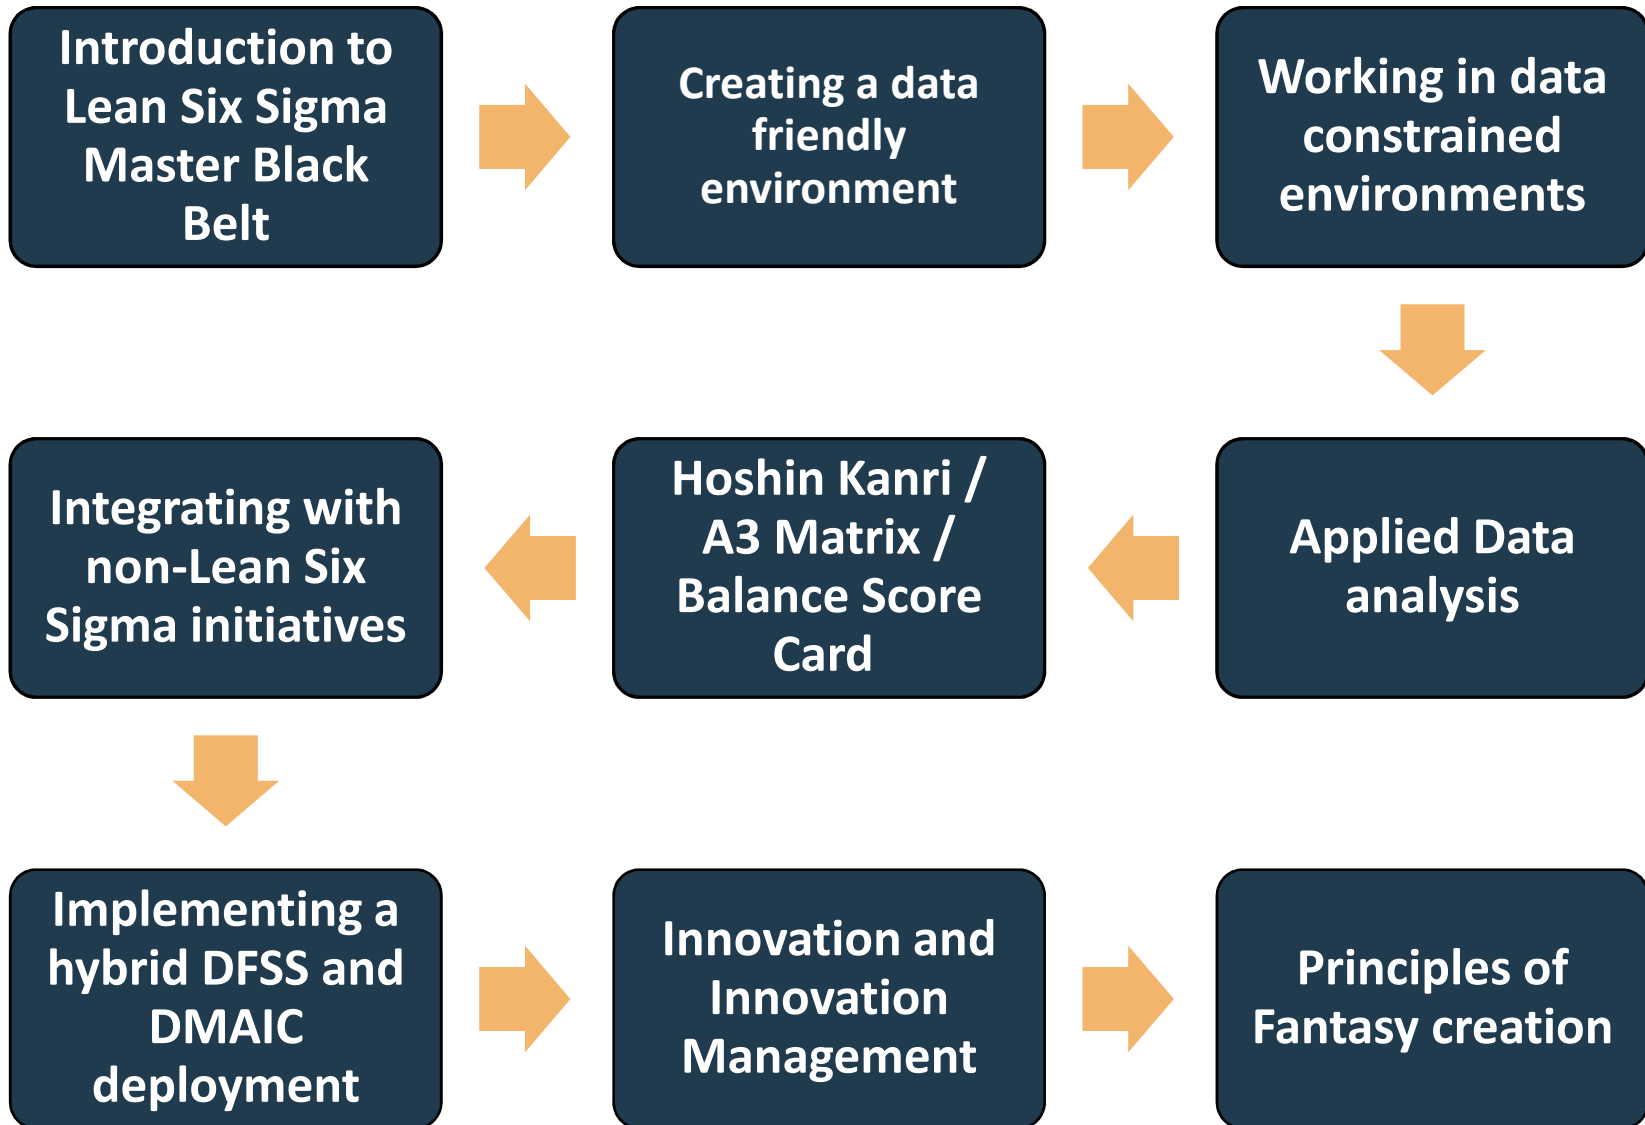 Introduction to
Lean Six Sigma
Master Black
Belt
Creating a data
friendly
environment
Working in data
constrained
environments
Applied Data
analysis
Hoshin Kanri /
A3 Matrix /
Balance Score
Card
Integrating with
non-Lean Six
Sigma initiatives
Implementing a
hybrid DFSS and
DMAIC
deployment
Innovation and
Innovation
Management
Principles of
Fantasy creation